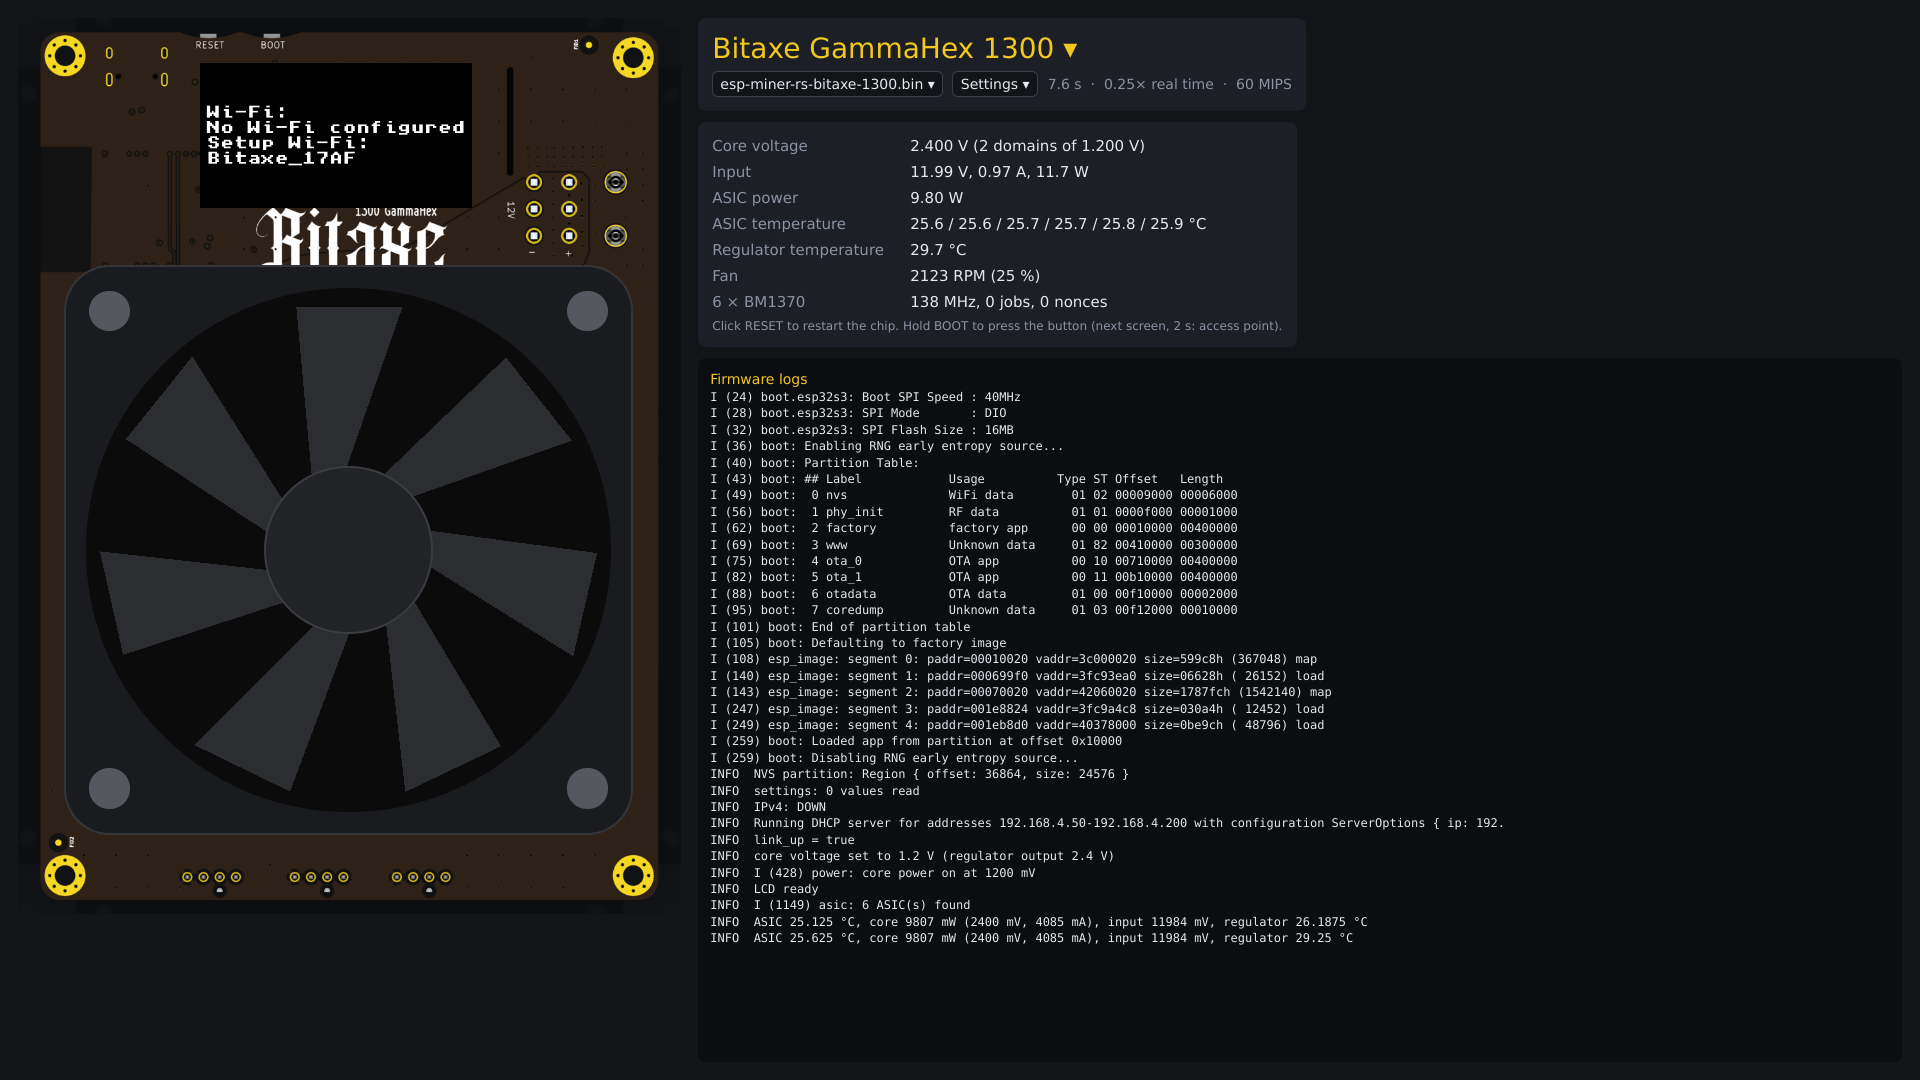 RESET
BOOT
Wi-Fi:
No Wi-Fi configured
Setup Wi-Fi:
Bitaxe_17AF
1300 GammaHex
Bitaxe
12V
− +
Bitaxe GammaHex 1300 ▾
esp-miner-rs-bitaxe-1300.bin ▾ Settings ▾ 7.6 s · 0.25× real time · 60 MIPS
Core voltage 2.400 V (2 domains of 1.200 V)
Input 11.99 V, 0.97 A, 11.7 W
ASIC power 9.80 W
ASIC temperature 25.6 / 25.6 / 25.7 / 25.7 / 25.8 / 25.9 °C
Regulator temperature 29.7 °C
Fan 2123 RPM (25 %)
6 × BM1370 138 MHz, 0 jobs, 0 nonces
Click RESET to restart the chip. Hold BOOT to press the button (next screen, 2 s: access point).
Firmware logs
I (24) boot.esp32s3: Boot SPI Speed : 40MHz
I (28) boot.esp32s3: SPI Mode       : DIO
I (32) boot.esp32s3: SPI Flash Size : 16MB
I (36) boot: Enabling RNG early entropy source...
I (40) boot: Partition Table:
I (43) boot: ## Label            Usage          Type ST Offset   Length
I (49) boot:  0 nvs              WiFi data        01 02 00009000 00006000
I (56) boot:  1 phy_init         RF data          01 01 0000f000 00001000
I (62) boot:  2 factory          factory app      00 00 00010000 00400000
I (69) boot:  3 www              Unknown data     01 82 00410000 00300000
I (75) boot:  4 ota_0            OTA app          00 10 00710000 00400000
I (82) boot:  5 ota_1            OTA app          00 11 00b10000 00400000
I (88) boot:  6 otadata          OTA data         01 00 00f10000 00002000
I (95) boot:  7 coredump         Unknown data     01 03 00f12000 00010000
I (101) boot: End of partition table
I (105) boot: Defaulting to factory image
I (108) esp_image: segment 0: paddr=00010020 vaddr=3c000020 size=599c8h (367048) map
I (140) esp_image: segment 1: paddr=000699f0 vaddr=3fc93ea0 size=06628h ( 26152) load
I (143) esp_image: segment 2: paddr=00070020 vaddr=42060020 size=1787fch (1542140) map
I (247) esp_image: segment 3: paddr=001e8824 vaddr=3fc9a4c8 size=030a4h ( 12452) load
I (249) esp_image: segment 4: paddr=001eb8d0 vaddr=40378000 size=0be9ch ( 48796) load
I (259) boot: Loaded app from partition at offset 0x10000
I (259) boot: Disabling RNG early entropy source...
INFO  NVS partition: Region { offset: 36864, size: 24576 }
INFO  settings: 0 values read
INFO  IPv4: DOWN
INFO  Running DHCP server for addresses 192.168.4.50-192.168.4.200 with configuration ServerOptions { ip: 192.
INFO  link_up = true
INFO  core voltage set to 1.2 V (regulator output 2.4 V)
INFO  I (428) power: core power on at 1200 mV
INFO  LCD ready
INFO  I (1149) asic: 6 ASIC(s) found
INFO  ASIC 25.125 °C, core 9807 mW (2400 mV, 4085 mA), input 11984 mV, regulator 26.1875 °C
INFO  ASIC 25.625 °C, core 9807 mW (2400 mV, 4085 mA), input 11984 mV, regulator 29.25 °C